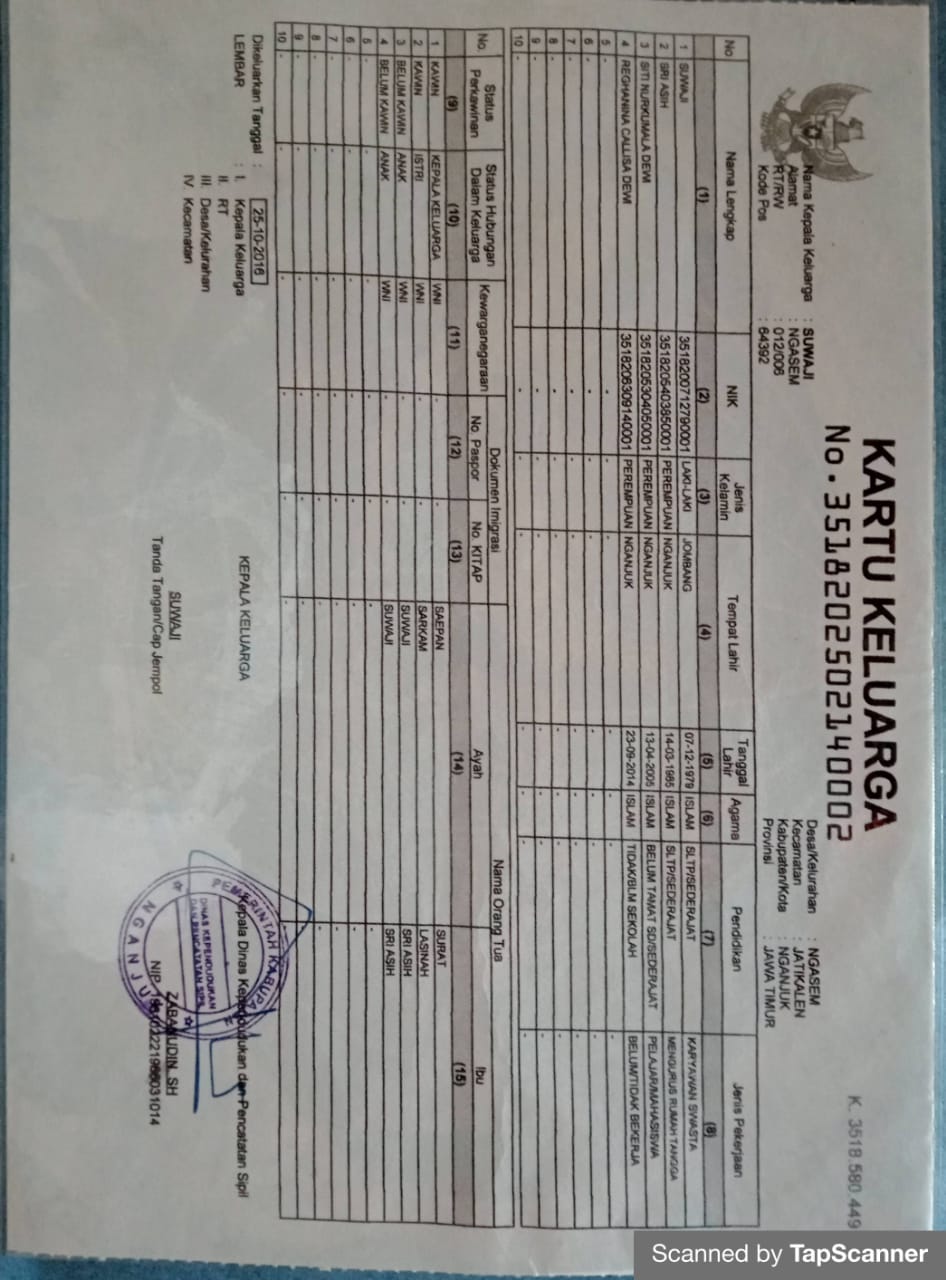 KARTU KELUARGA
No. 3518202502140002
K. 3518.580.449
Nama Kepala Keluarga : SUWAJI
Alamat : NGASEM
RT/RW : 012/006
Kode Pos : 64392
Desa/Kelurahan : NGASEM
Kecamatan : JATIKALEN
Kabupaten/Kota : NGANJUK
Provinsi : JAWA TIMUR
No Nama Lengkap NIK Jenis Kelamin Tempat Lahir Tanggal Lahir Agama Pendidikan Jenis Pekerjaan
(1) (2) (3) (4) (5) (6) (7) (8)
1 SUWAJI 3518200712790001 LAKI-LAKI JOMBANG 07-12-1979 ISLAM SLTP/SEDERAJAT KARYAWAN SWASTA
2 SRI ASIH 3518205403850001 PEREMPUAN NGANJUK 14-03-1985 ISLAM SLTP/SEDERAJAT MENGURUS RUMAH TANGGA
3 SITI NURKUMALA DEWI 3518205304050001 PEREMPUAN NGANJUK 13-04-2005 ISLAM BELUM TAMAT SD/SEDERAJAT PELAJAR/MAHASISWA
4 REGHANINA CALLISA DEWI 3518206309140001 PEREMPUAN NGANJUK 23-09-2014 ISLAM TIDAK/BLM SEKOLAH BELUM/TIDAK BEKERJA
5 - - - - - - - -
6 - - - - - - - -
7 - - - - - - - -
8 - - - - - - - -
9 - - - - - - - -
10 - - - - - - - -
No. Status Perkawinan Status Hubungan Dalam Keluarga Kewarganegaraan Dokumen Imigrasi Nama Orang Tua
No. Paspor No. KITAP Ayah Ibu
(9) (10) (11) (12) (13) (14) (15)
1 KAWIN KEPALA KELUARGA WNI - - SAEPAN SURAT
2 KAWIN ISTRI WNI - - SARKAM LASINAH
3 BELUM KAWIN ANAK WNI - - SUWAJI SRI ASIH
4 BELUM KAWIN ANAK WNI - - SUWAJI SRI ASIH
5 - - - - - - -
6 - - - - - - -
7 - - - - - - -
8 - - - - - - -
9 - - - - - - -
10 - - - - - - -
Dikeluarkan Tanggal : 25-10-2016
LEMBAR : I. Kepala Keluarga
II. RT
III. Desa/Kelurahan
IV. Kecamatan
KEPALA KELUARGA
SUWAJI
Tanda Tangan/Cap Jempol
Kepala Dinas Kependudukan dan Pencatatan Sipil
PEMERINTAH KABUPATEN
DINAS KEPENDUDUKAN
DAN PENCATATAN SIPIL
NGANJUK
SH
NIP.
Scanned by TapScanner